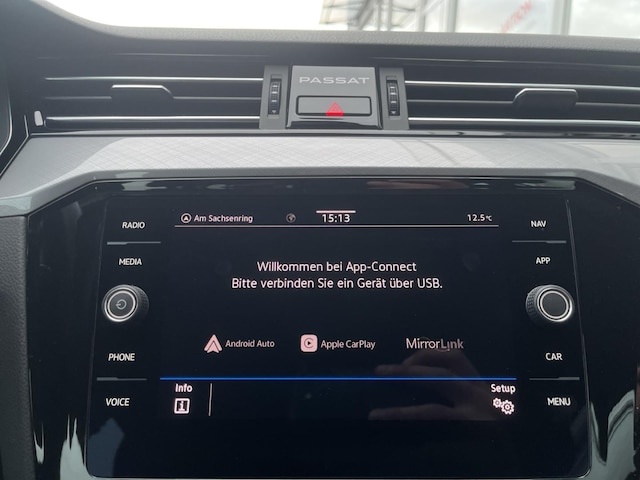 PASSAT
RADIO
Am Sachsenring
15:13
12.5°C
NAV
MEDIA
APP
Willkommen bei App-Connect
Bitte verbinden Sie ein Gerät über USB.
Android Auto
Apple CarPlay
MirrorLink
PHONE
CAR
Info
Setup
VOICE
MENU